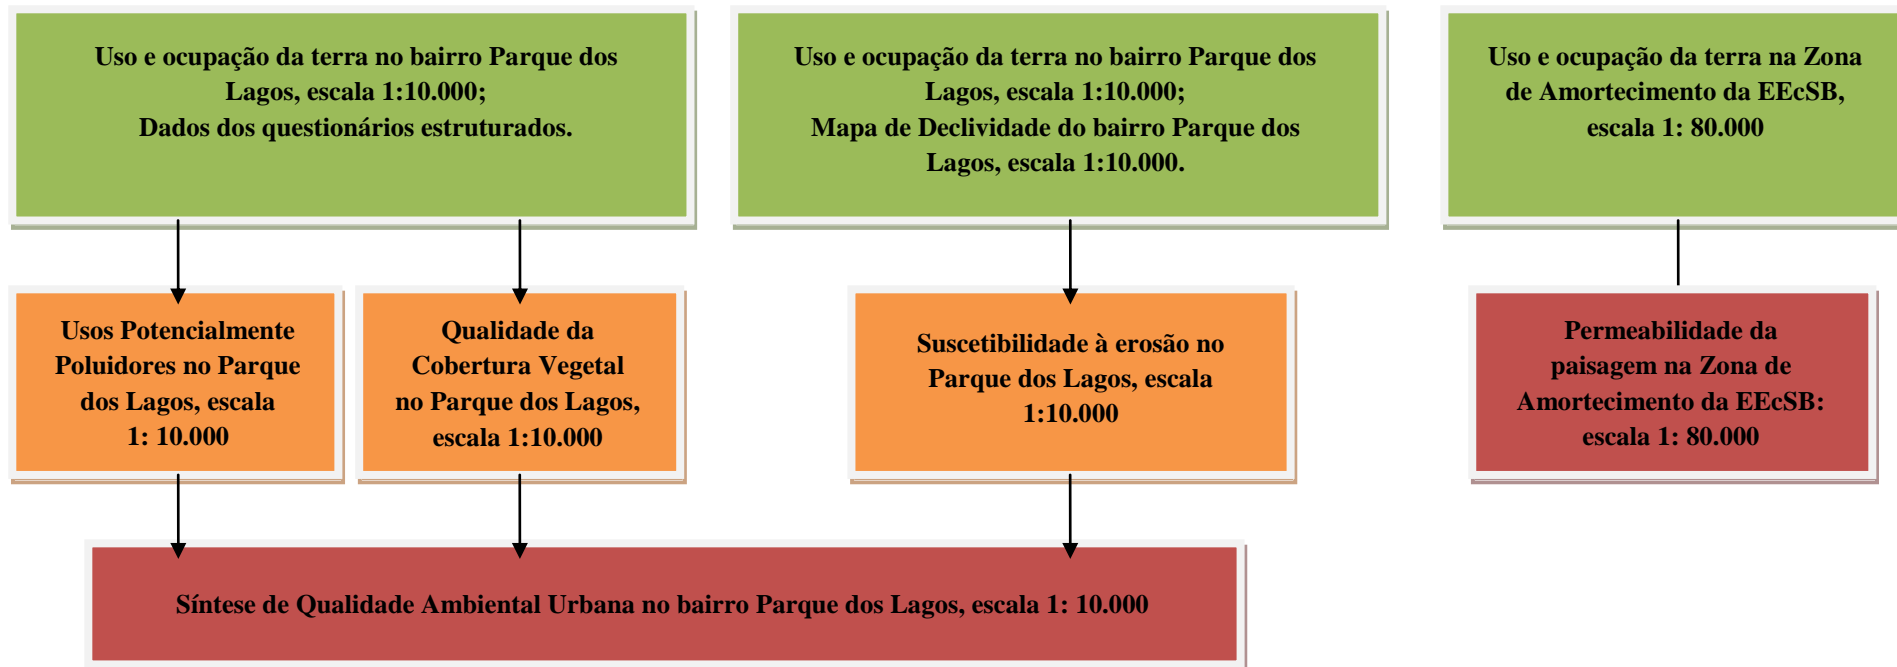 Uso e ocupação da terra no bairro Parque dos
Lagos, escala 1:10.000;
Dados dos questionários estruturados.
Uso e ocupação da terra no bairro Parque dos
Lagos, escala 1:10.000;
Mapa de Declividade do bairro Parque dos
Lagos, escala 1:10.000.
Uso e ocupação da terra na Zona
de Amortecimento da EEcSB,
escala 1: 80.000
Usos Potencialmente
Poluidores no Parque
dos Lagos, escala
1: 10.000
Qualidade da
Cobertura Vegetal
no Parque dos Lagos,
escala 1:10.000
Suscetibilidade à erosão no
Parque dos Lagos, escala
1:10.000
Permeabilidade da
paisagem na Zona de
Amortecimento da EEcSB:
escala 1: 80.000
Síntese de Qualidade Ambiental Urbana no bairro Parque dos Lagos, escala 1: 10.000